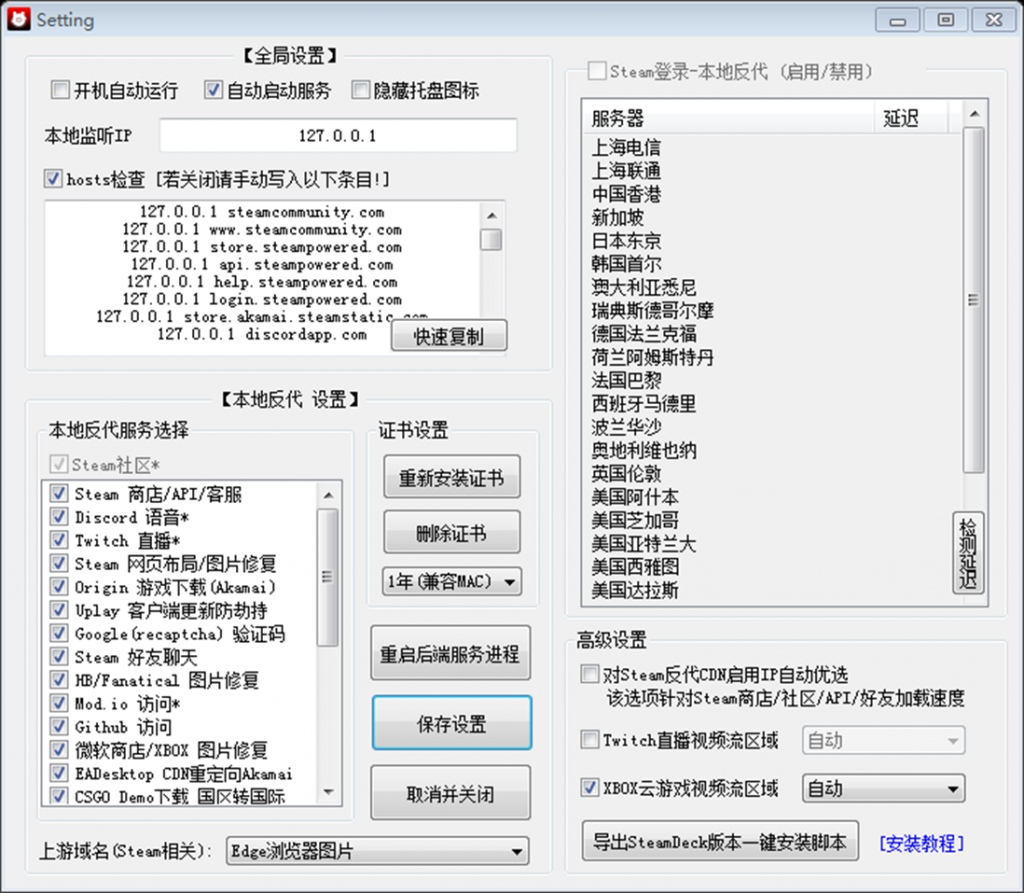 Setting
【全局设置】
开机自动运行 自动启动服务 隐藏托盘图标
本地监听IP 127.0.0.1
hosts检查 [若关闭请手动写入以下条目!]
127.0.0.1 steamcommunity.com
127.0.0.1 www.steamcommunity.com
127.0.0.1 store.steampowered.com
127.0.0.1 api.steampowered.com
127.0.0.1 help.steampowered.com
127.0.0.1 login.steampowered.com
127.0.0.1 store.akamai.steamstatic.com
127.0.0.1 discordapp.com
快速复制
【本地反代 设置】
本地反代服务选择
Steam社区*
Steam 商店/API/客服
Discord 语音*
Twitch 直播*
Steam 网页布局/图片修复
Origin 游戏下载(Akamai)
Uplay 客户端更新防劫持
Google(recaptcha) 验证码
Steam 好友聊天
HB/Fanatical 图片修复
Mod.io 访问*
Github 访问
微软商店/XBOX 图片修复
EADesktop CDN重定向Akamai
CSGO Demo下载 国区转国际
证书设置
重新安装证书
删除证书
1年(兼容MAC)
重启后端服务进程
保存设置
取消并关闭
上游域名(Steam相关): Edge浏览器图片
Steam登录-本地反代 (启用/禁用)
服务器 延迟
上海电信
上海联通
中国香港
新加坡
日本东京
韩国首尔
澳大利亚悉尼
瑞典斯德哥尔摩
德国法兰克福
荷兰阿姆斯特丹
法国巴黎
西班牙马德里
波兰华沙
奥地利维也纳
英国伦敦
美国阿什本
美国芝加哥
美国亚特兰大
美国西雅图
美国达拉斯
检测延迟
高级设置
对Steam反代CDN启用IP自动优选
该选项针对Steam商店/社区/API/好友加载速度
Twitch直播视频流区域 自动
XBOX云游戏视频流区域 自动
导出SteamDeck版本一键安装脚本 [安装教程]